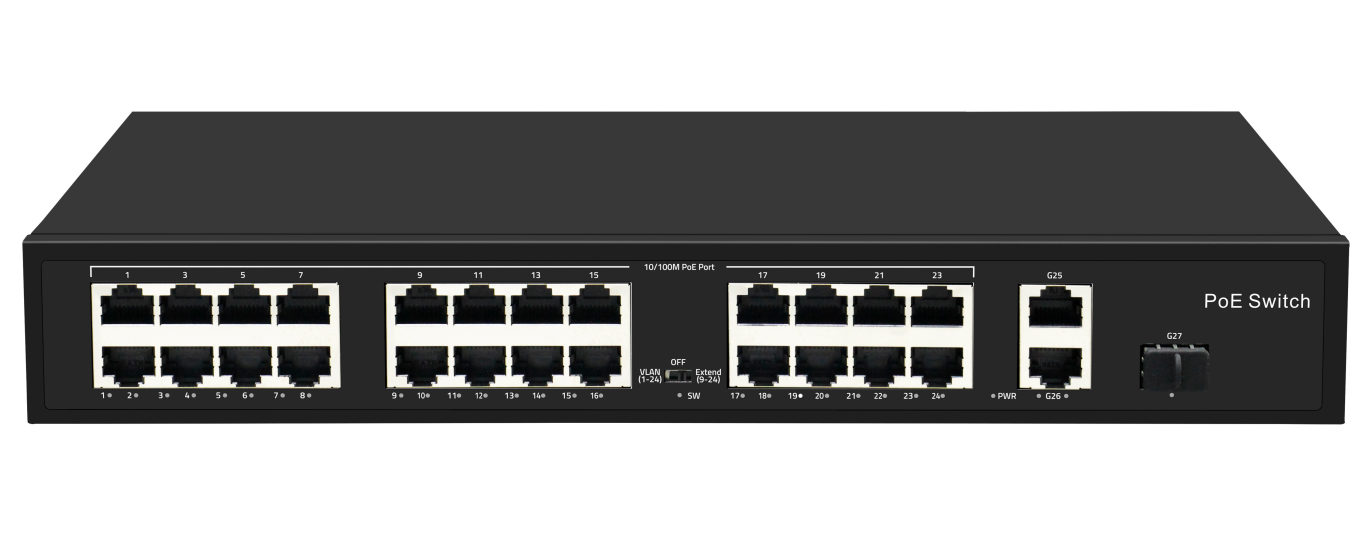 10/100M PoE Port
1 3 5 7 9 11 13 15 17 19 21 23 G25
PoE Switch
G27
OFF
VLAN Extend
(1-24) (9-24)
1 2 3 4 5 6 7 8 9 10 11 12 13 14 15 16 SW 17 18 19 20 21 22 23 24 PWR G26